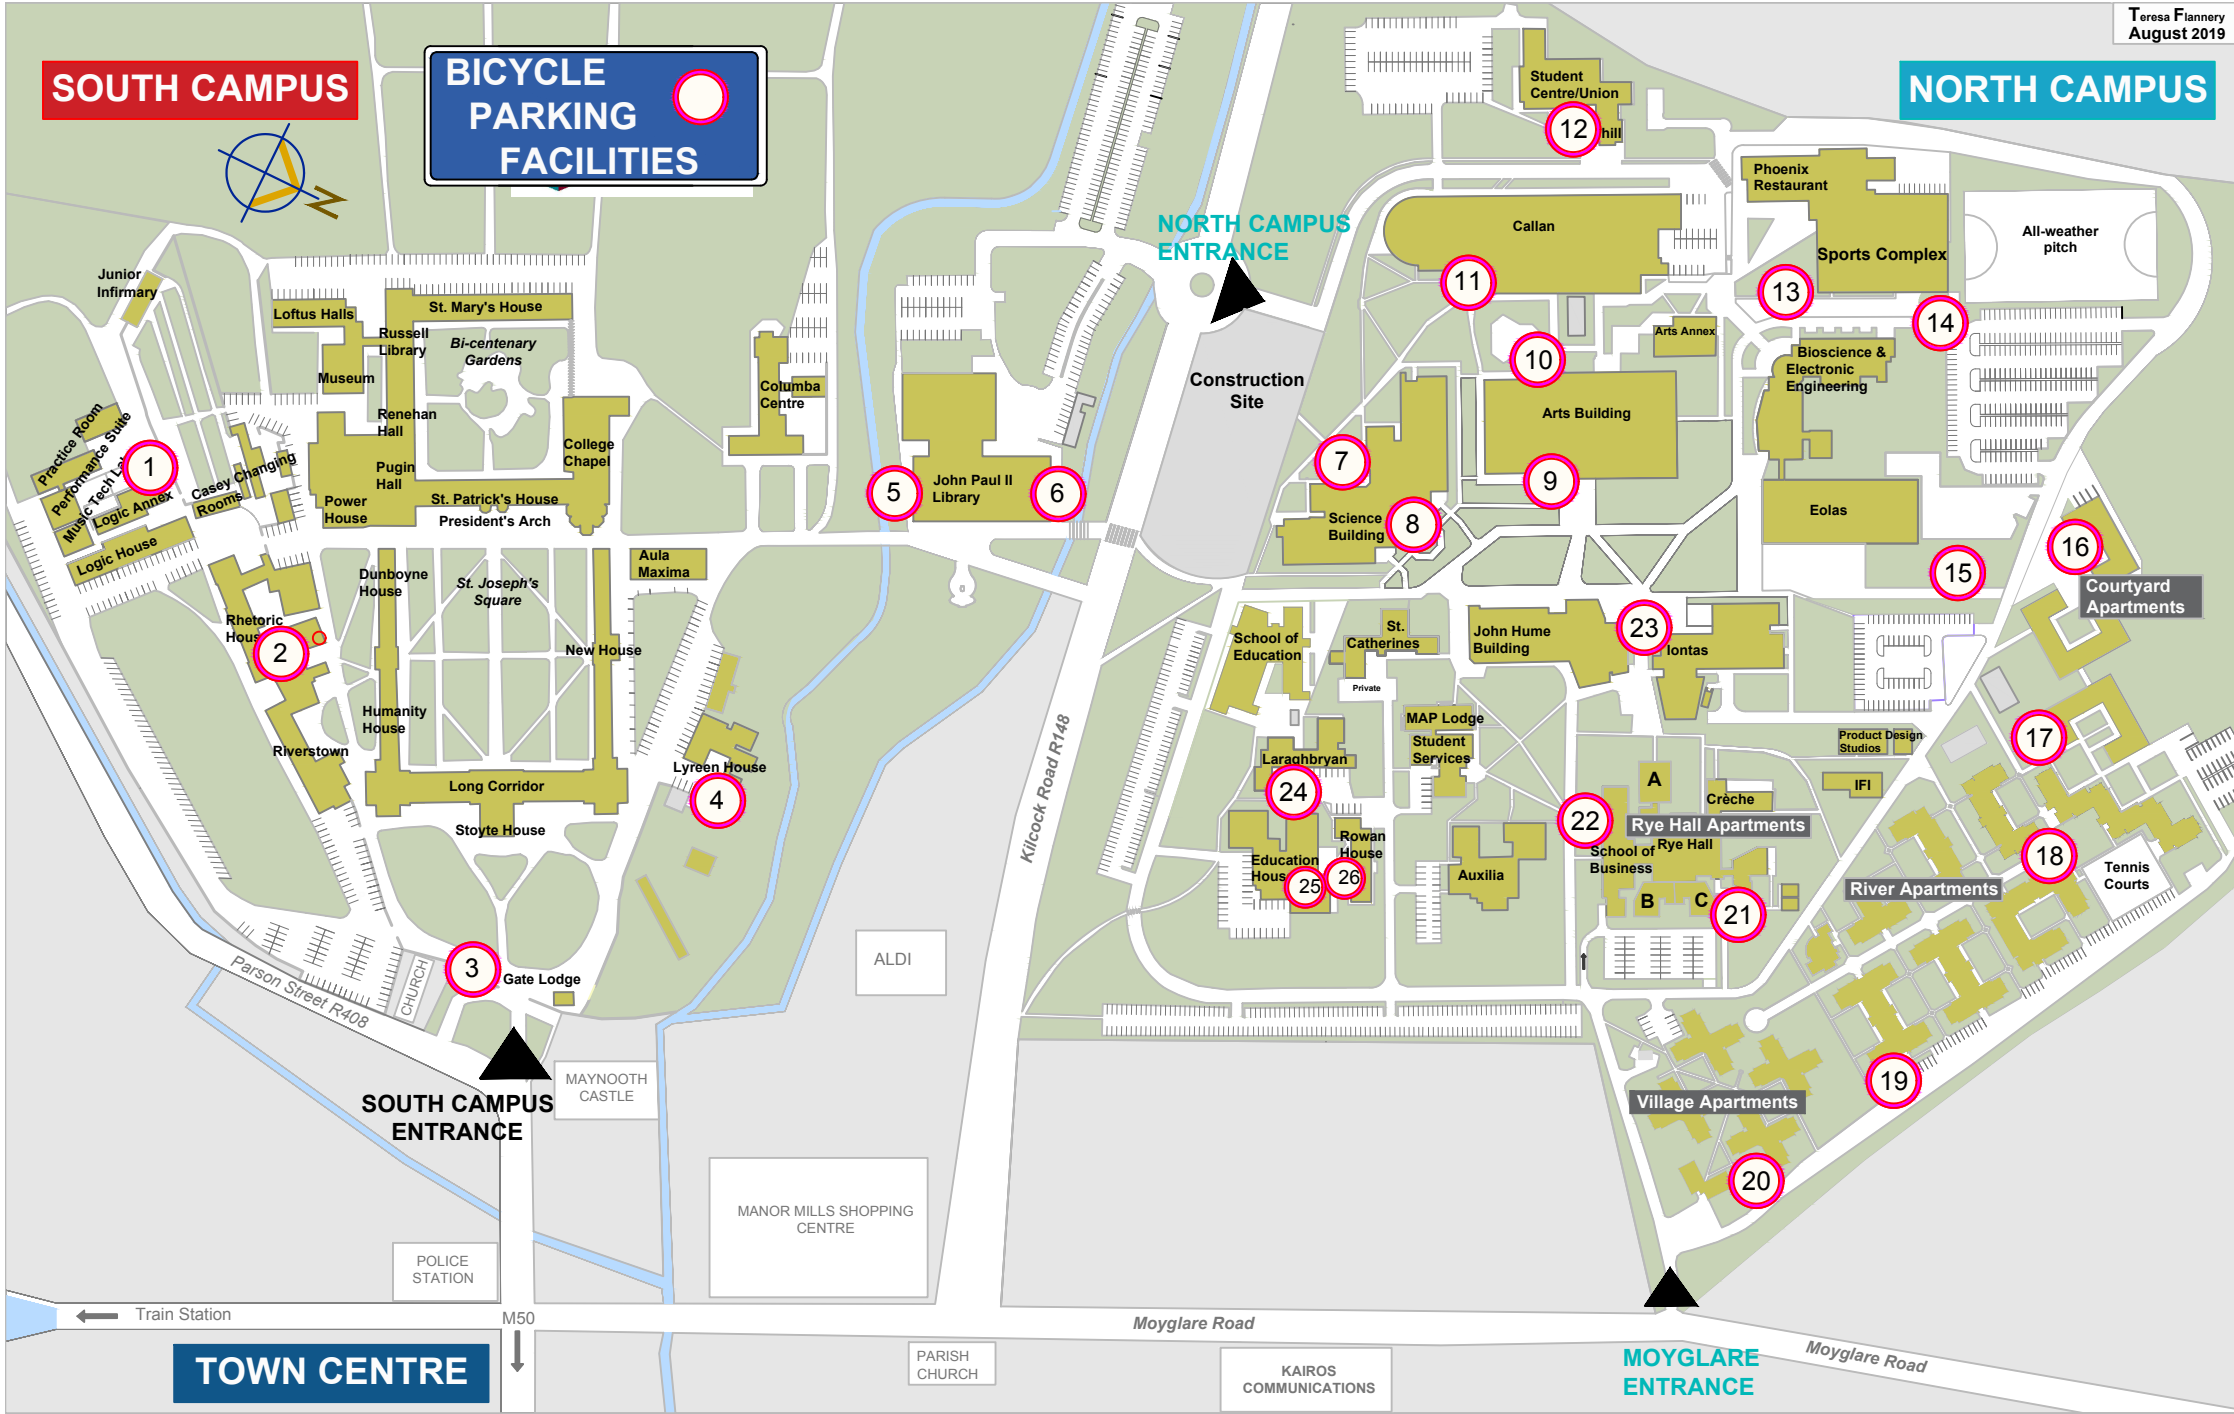 Teresa Flannery
August 2019
SOUTH CAMPUS
BICYCLE
PARKING
FACILITIES
NORTH CAMPUS
N
Student
Centre/Union
12
hill
Phoenix
Restaurant
Callan
NORTH CAMPUS
ENTRANCE
Sports Complex
All-weather
pitch
11
13
14
Junior
Infirmary
Loftus Halls
St. Mary's House
Russell
Library
Bi-centenary
Gardens
Museum
Columba
Centre
Construction
Site
10
Arts Annex
Bioscience &
Electronic
Engineering
Arts Building
Renehan
Hall
College
Chapel
Practice Room
Performance Suite
Music Tech La
Logic Annex
1
Casey Changing
Rooms
Pugin
Hall
Power
House
St. Patrick's House
President's Arch
Logic House
5
John Paul II
Library
6
7
8
9
Science
Building
Eolas
15
16
Courtyard
Apartments
Aula
Maxima
Dunboyne
House
St. Joseph's
Square
Rhetoric
Hous
2
New House
School of
Education
St.
Catherines
Private
John Hume
Building
23
Iontas
Humanity
House
Riverstown
Lyreen House
4
Long Corridor
Stoyte House
Kilcock Road R148
MAP Lodge
Student
Services
Laraghbryan
24
Product Design
Studios
17
IFI
A
Crèche
22
Rye Hall Apartments
School of
Business
Rye Hall
B
C
21
Rowan
House
Education
Hous
25
26
Auxilia
18
River Apartments
Tennis
Courts
3
Gate Lodge
CHURCH
Parson Street R408
ALDI
SOUTH CAMPUS
ENTRANCE
MAYNOOTH
CASTLE
19
Village Apartments
20
MANOR MILLS SHOPPING
CENTRE
POLICE
STATION
Train Station
M50
TOWN CENTRE
Moyglare Road
PARISH
CHURCH
KAIROS
COMMUNICATIONS
MOYGLARE
ENTRANCE
Moyglare Road